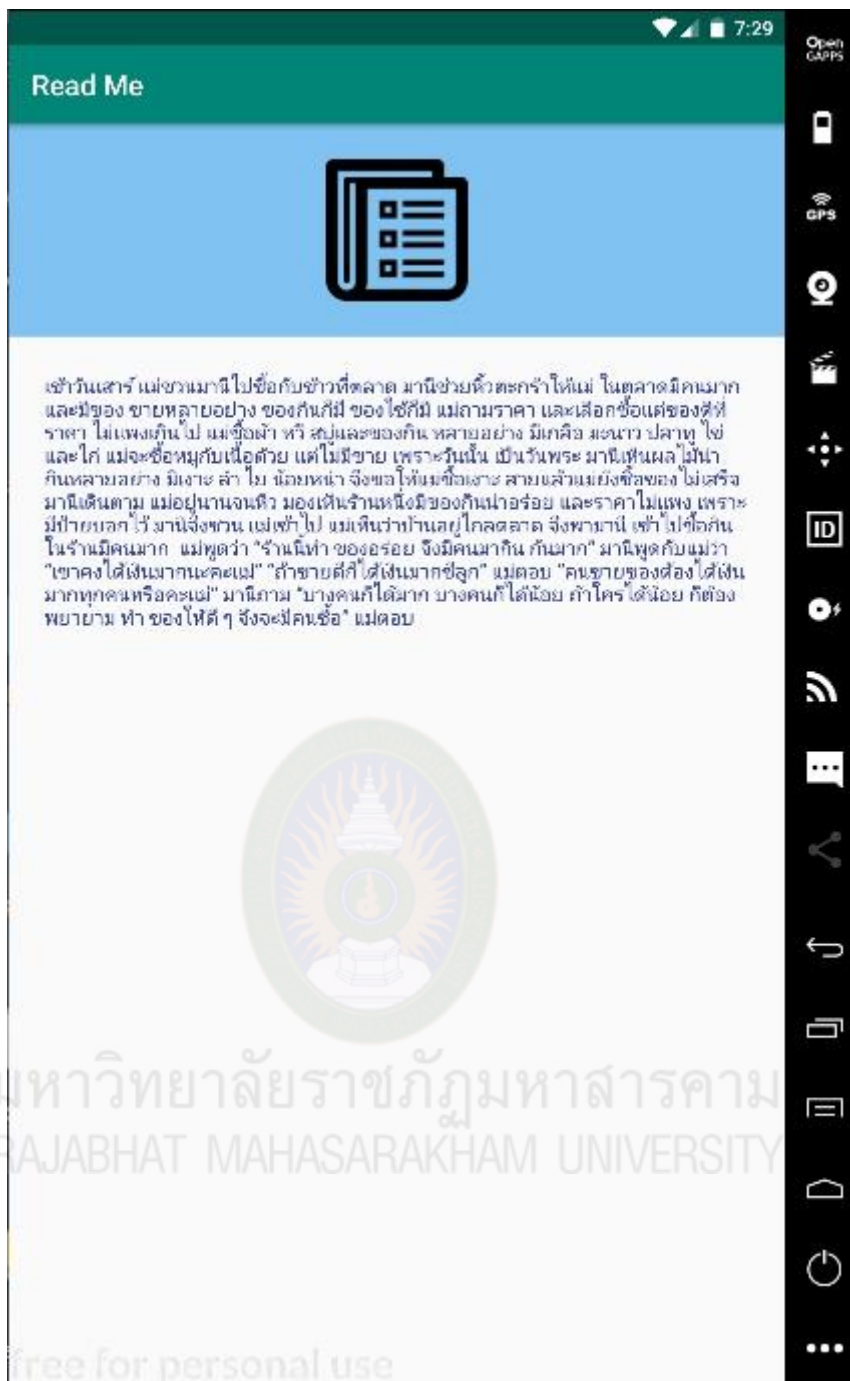 7:29
Open
GAPPS
Read Me
GPS
เช้าวันเสาร์ แม่ชวนมานีไปซื้อกับข้าวที่ตลาด มานีช่วยหิ้วตะกร้าให้แม่ ในตลาดมีคนมาก
และมีของ ขายหลายอย่าง ของกินก็มี ของใช้ก็มี แม่ถามราคา และเลือกซื้อแต่ของดีที่
ราคา ไม่แพงเกินไป แม่ซื้อผ้า หวี สบู่และของกิน หลายอย่าง มีเกลือ มะนาว ปลาทู ไข่
และไก่ แม่จะซื้อหมูกับเนื้อด้วย แต่ไม่มีขาย เพราะวันนั้น เป็นวันพระ มานีเห็นผลไม้น่า
กินหลายอย่าง มีเงาะ ลำ ไย น้อยหน่า จึงขอให้แม่ซื้อเงาะ สายแล้วแม่ยังซื้อของ ไม่เสร็จ
มานีเดินตาม แม่อยู่นานจนหิว มองเห็นร้านหนึ่งมีของกินน่าอร่อย และราคาไม่แพง เพราะ
มีป้ายบอกไว้ มานีจึงชวน แม่เข้าไป แม่เห็นว่าบ้านอยู่ไกลตลาด จึงพามานี เข้าไปซื้อกิน
ในร้านมีคนมาก แม่พูดว่า "ร้านนี้ทำ ของอร่อย จึงมีคนมากิน กันมาก" มานีพูดกับแม่ว่า
"เขาคงได้เงินมากนะคะแม่" "ถ้าขายดีก็ได้เงินมากซีลูก" แม่ตอบ "คนขายของต้องได้เงิน
มากทุกคนหรือคะแม่" มานีถาม "บางคนก็ได้มาก บางคนก็ได้น้อย ถ้าใครได้น้อย ก็ต้อง
พยายาม ทำ ของให้ดี ๆ จึงจะมีคนซื้อ" แม่ตอบ
ID
มหาวิทยาลัยราชภัฏมหาสารคาม
RAJABHAT MAHASARAKHAM UNIVERSITY
free for personal use